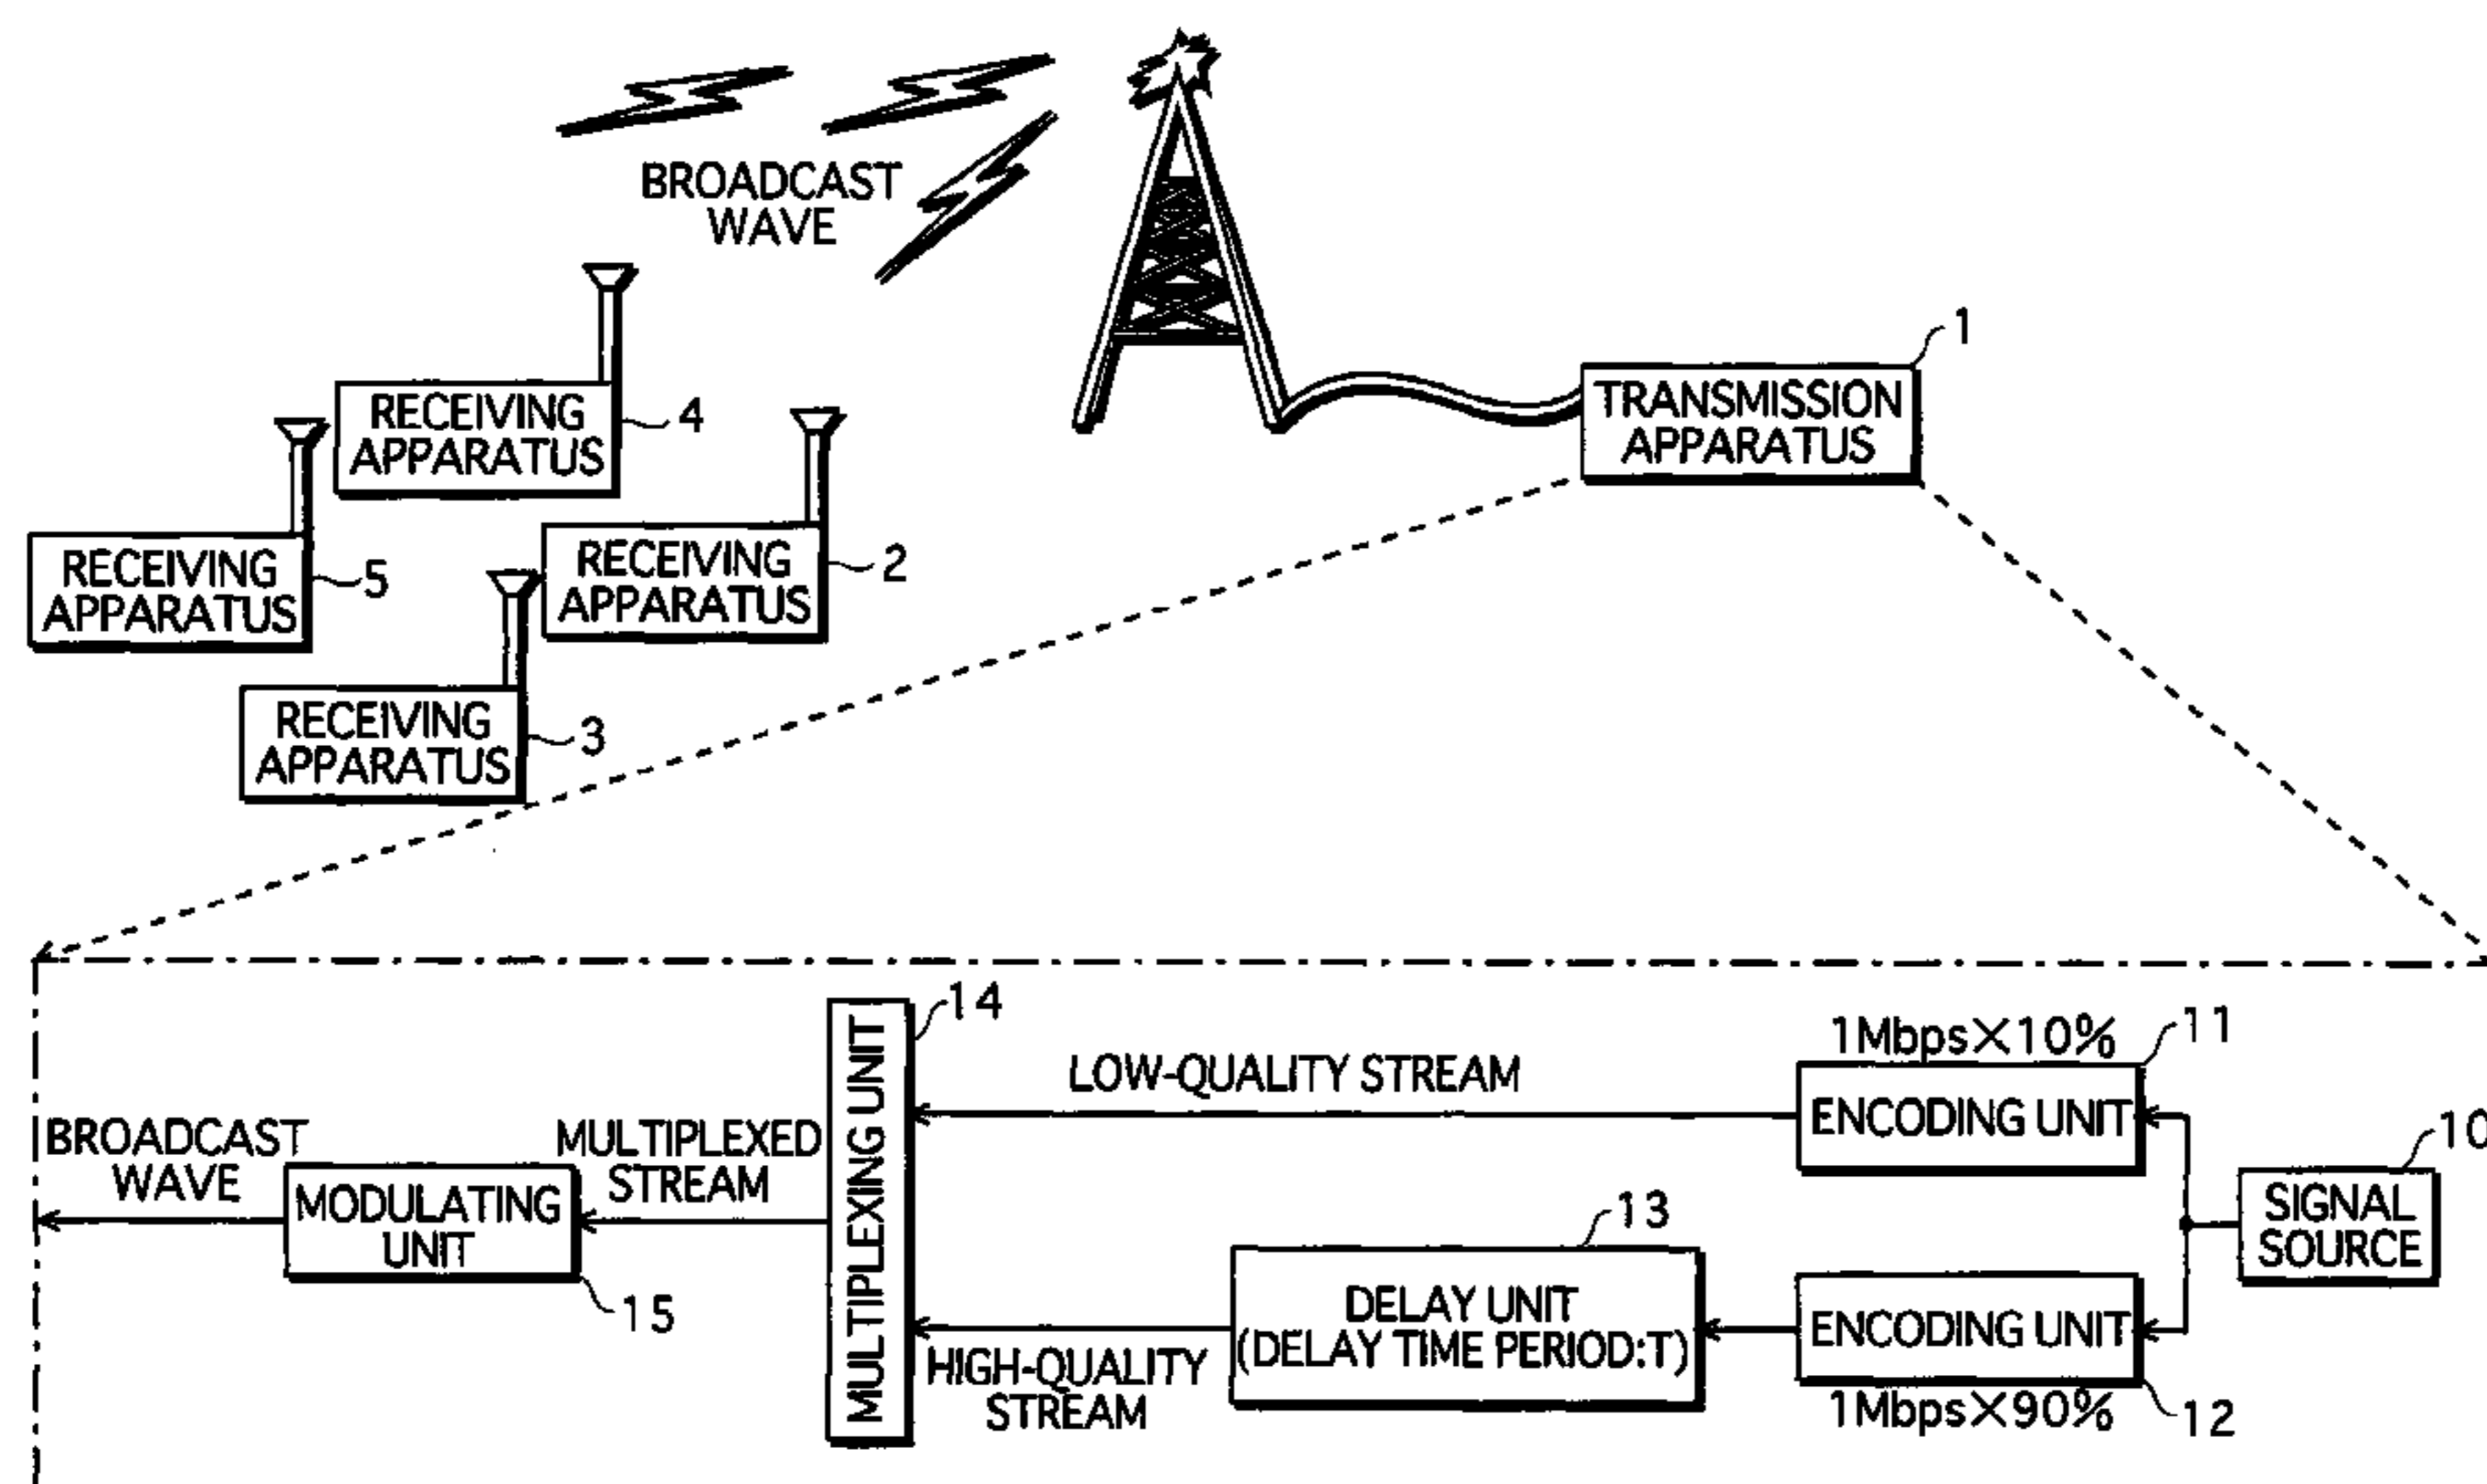 BROADCAST
WAVE
1
TRANSMISSION
APPARATUS
RECEIVING
APPARATUS
4
RECEIVING
APPARATUS
5
RECEIVING
APPARATUS
2
RECEIVING
APPARATUS
3
14
LOW-QUALITY STREAM
1Mbps×10%
11
ENCODING UNIT
10
SIGNAL
SOURCE
BROADCAST
WAVE
MODULATING
UNIT
15
MULTIPLEXED
STREAM
MULTIPLEXING UNIT
13
DELAY UNIT
(DELAY TIME PERIOD:T)
HIGH-QUALITY
STREAM
ENCODING UNIT
1Mbps×90%
12